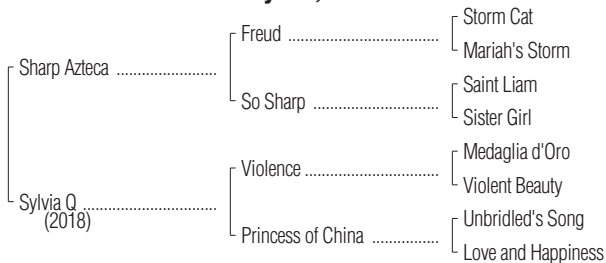 Storm Cat
Freud ..............................................
Mariah's Storm
Sharp Azteca ........................
Saint Liam
So Sharp .......................................
Sister Girl
Medaglia d'Oro
Violence .........................................
Violent Beauty
Sylvia Q ................................
(2018)
Unbridled's Song
Princess of China ................
Love and Happiness